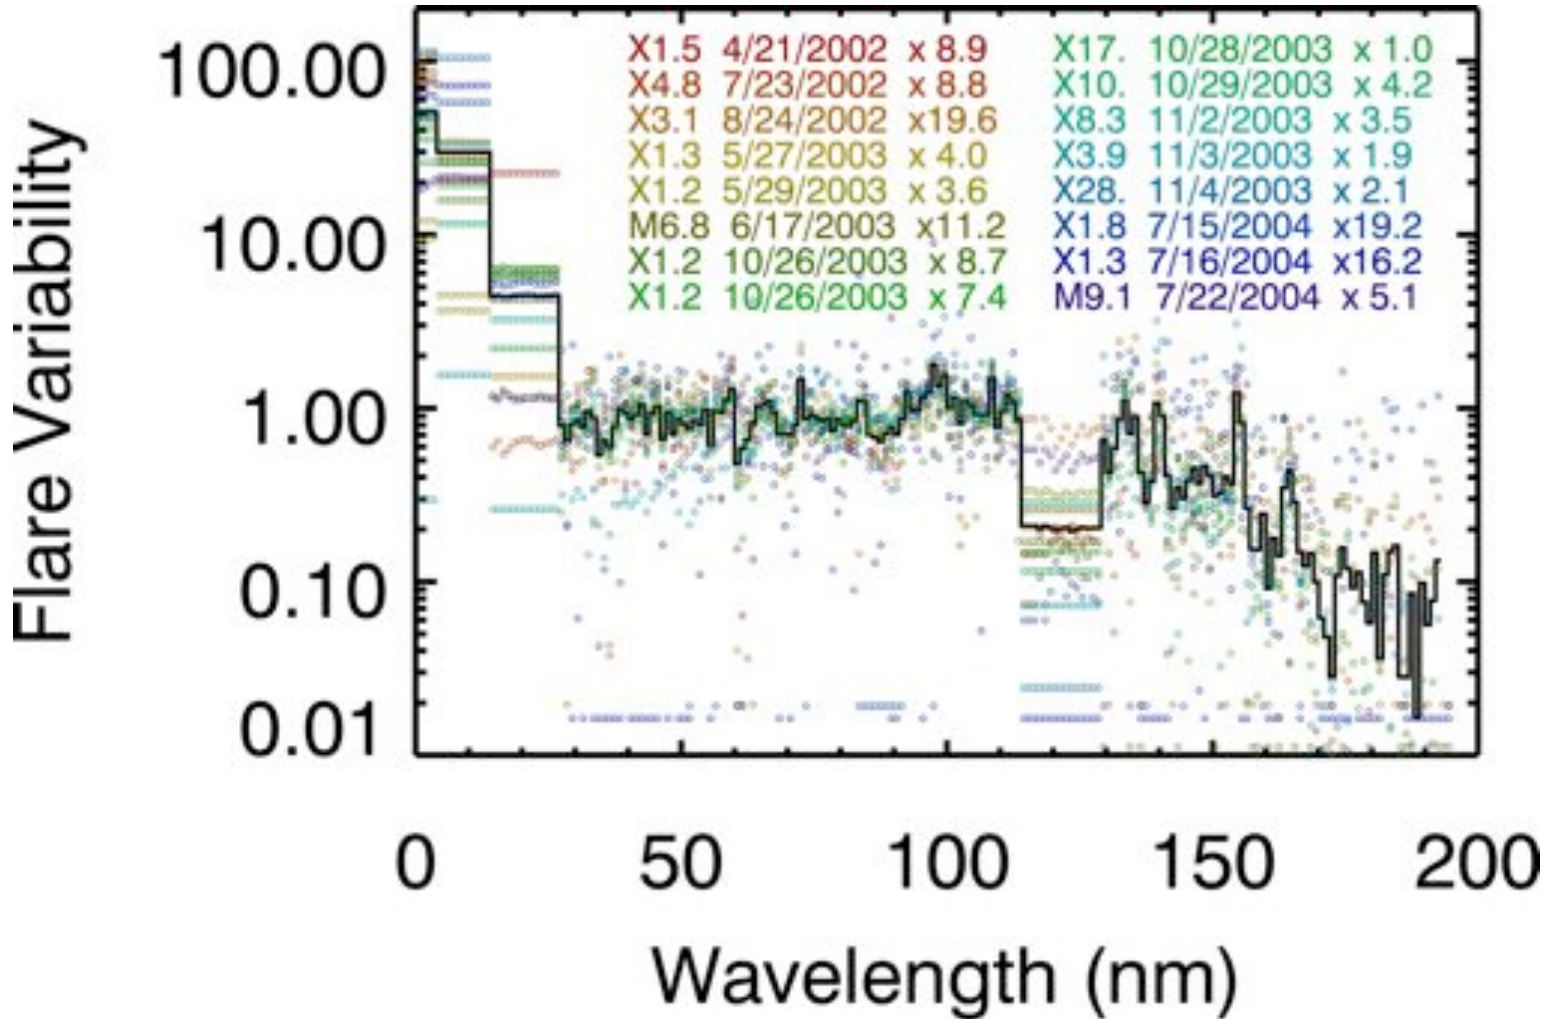 Flare Variability
100.00
10.00
1.00
0.10
0.01
X1.5 4/21/2002 x 8.9
X4.8 7/23/2002 x 8.8
X3.1 8/24/2002 x19.6
X1.3 5/27/2003 x 4.0
X1.2 5/29/2003 x 3.6
M6.8 6/17/2003 x11.2
X1.2 10/26/2003 x 8.7
X1.2 10/26/2003 x 7.4
X17. 10/28/2003 x 1.0
X10. 10/29/2003 x 4.2
X8.3 11/2/2003 x 3.5
X3.9 11/3/2003 x 1.9
X28. 11/4/2003 x 2.1
X1.8 7/15/2004 x19.2
X1.3 7/16/2004 x16.2
M9.1 7/22/2004 x 5.1
0 50 100 150 200
Wavelength (nm)